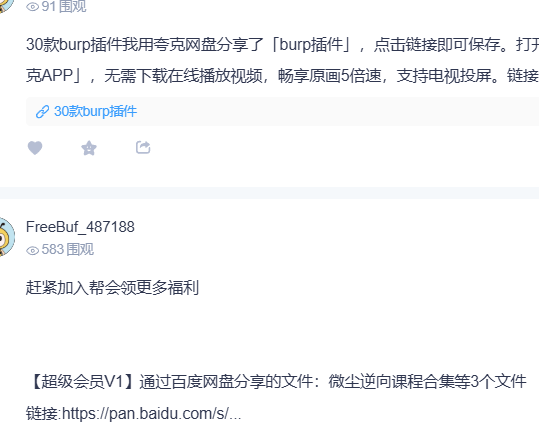 91 围观
30款burp插件我用夸克网盘分享了「burp插件」，点击链接即可保存。打开
克APP」，无需下载在线播放视频，畅享原画5倍速，支持电视投屏。链接
30款burp插件
FreeBuf_487188
583 围观
赶紧加入帮会领更多福利
【超级会员V1】通过百度网盘分享的文件：微尘逆向课程合集等3个文件
链接:https://pan.baidu.com/s/...